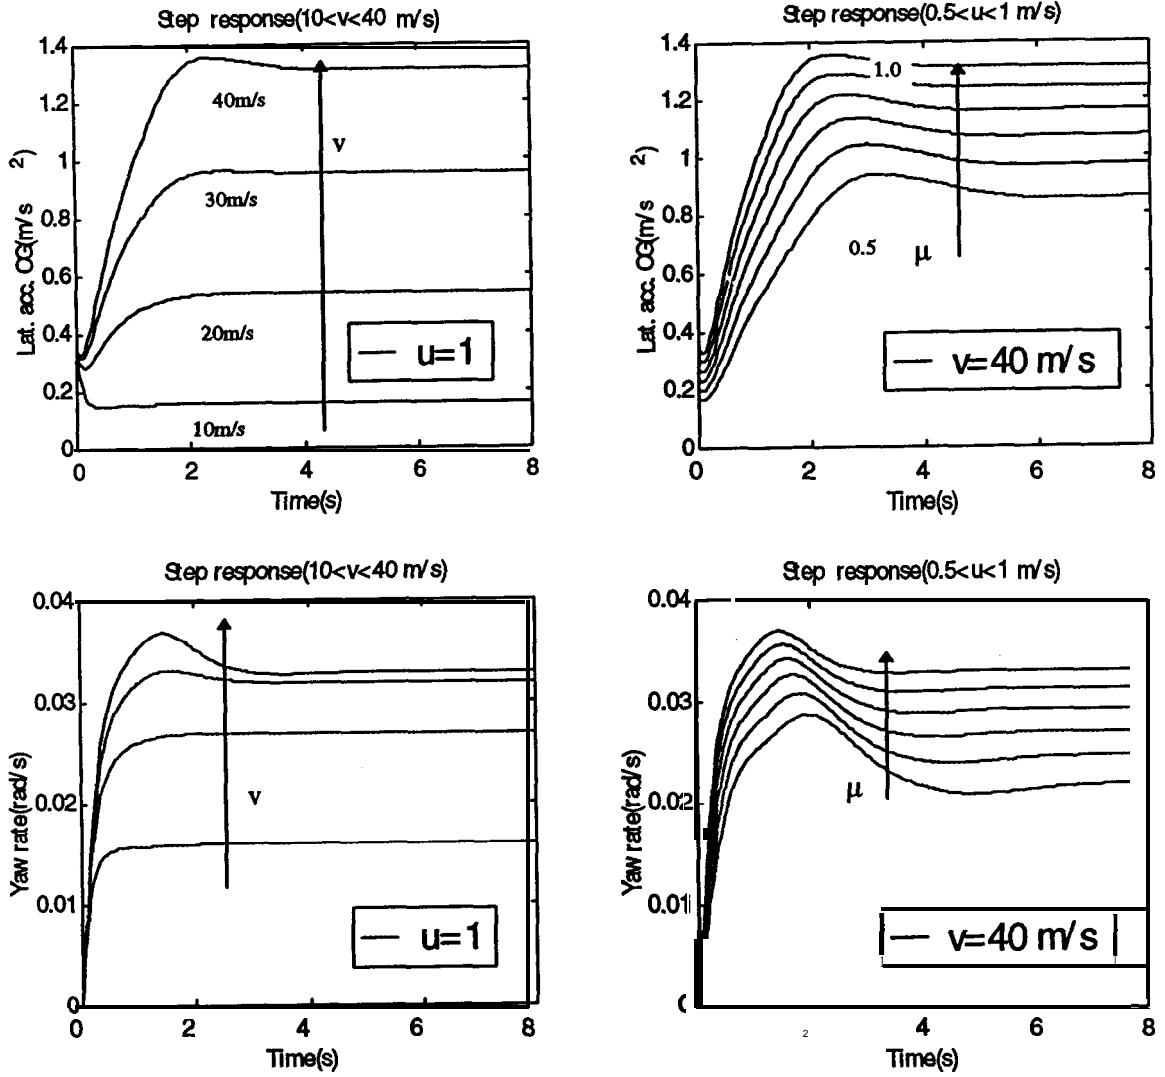 Step response(10<v<40 m/s)
1.4
1.2
1
0.8
0.6
0.4
0.2
0
Lat. acc. CG(m/s 2)
40m/s
v
30m/s
20m/s
u=1
10m/s
0 2 4 6 8
Time(s)
Step response(0.5<u<1 m/s)
1.4
1.2
1
0.8
0.6
0.4
0.2
0
Lat. acc. CG(m/s 2)
1.0
0.5 μ
v=40 m/s
0 2 4 6 8
Time(s)
Step response(10<v<40 m/s)
0.04
0.03
0.02
0.01
0
Yaw rate(rad/s)
v
u=1
0 2 4 6 8
Time(s)
Step response(0.5<u<1 m/s)
0.04
0.03
0.02
0.01
Yaw rate(rad/s)
μ
v=40 m/s
0 2 4 6 8
Time(s)